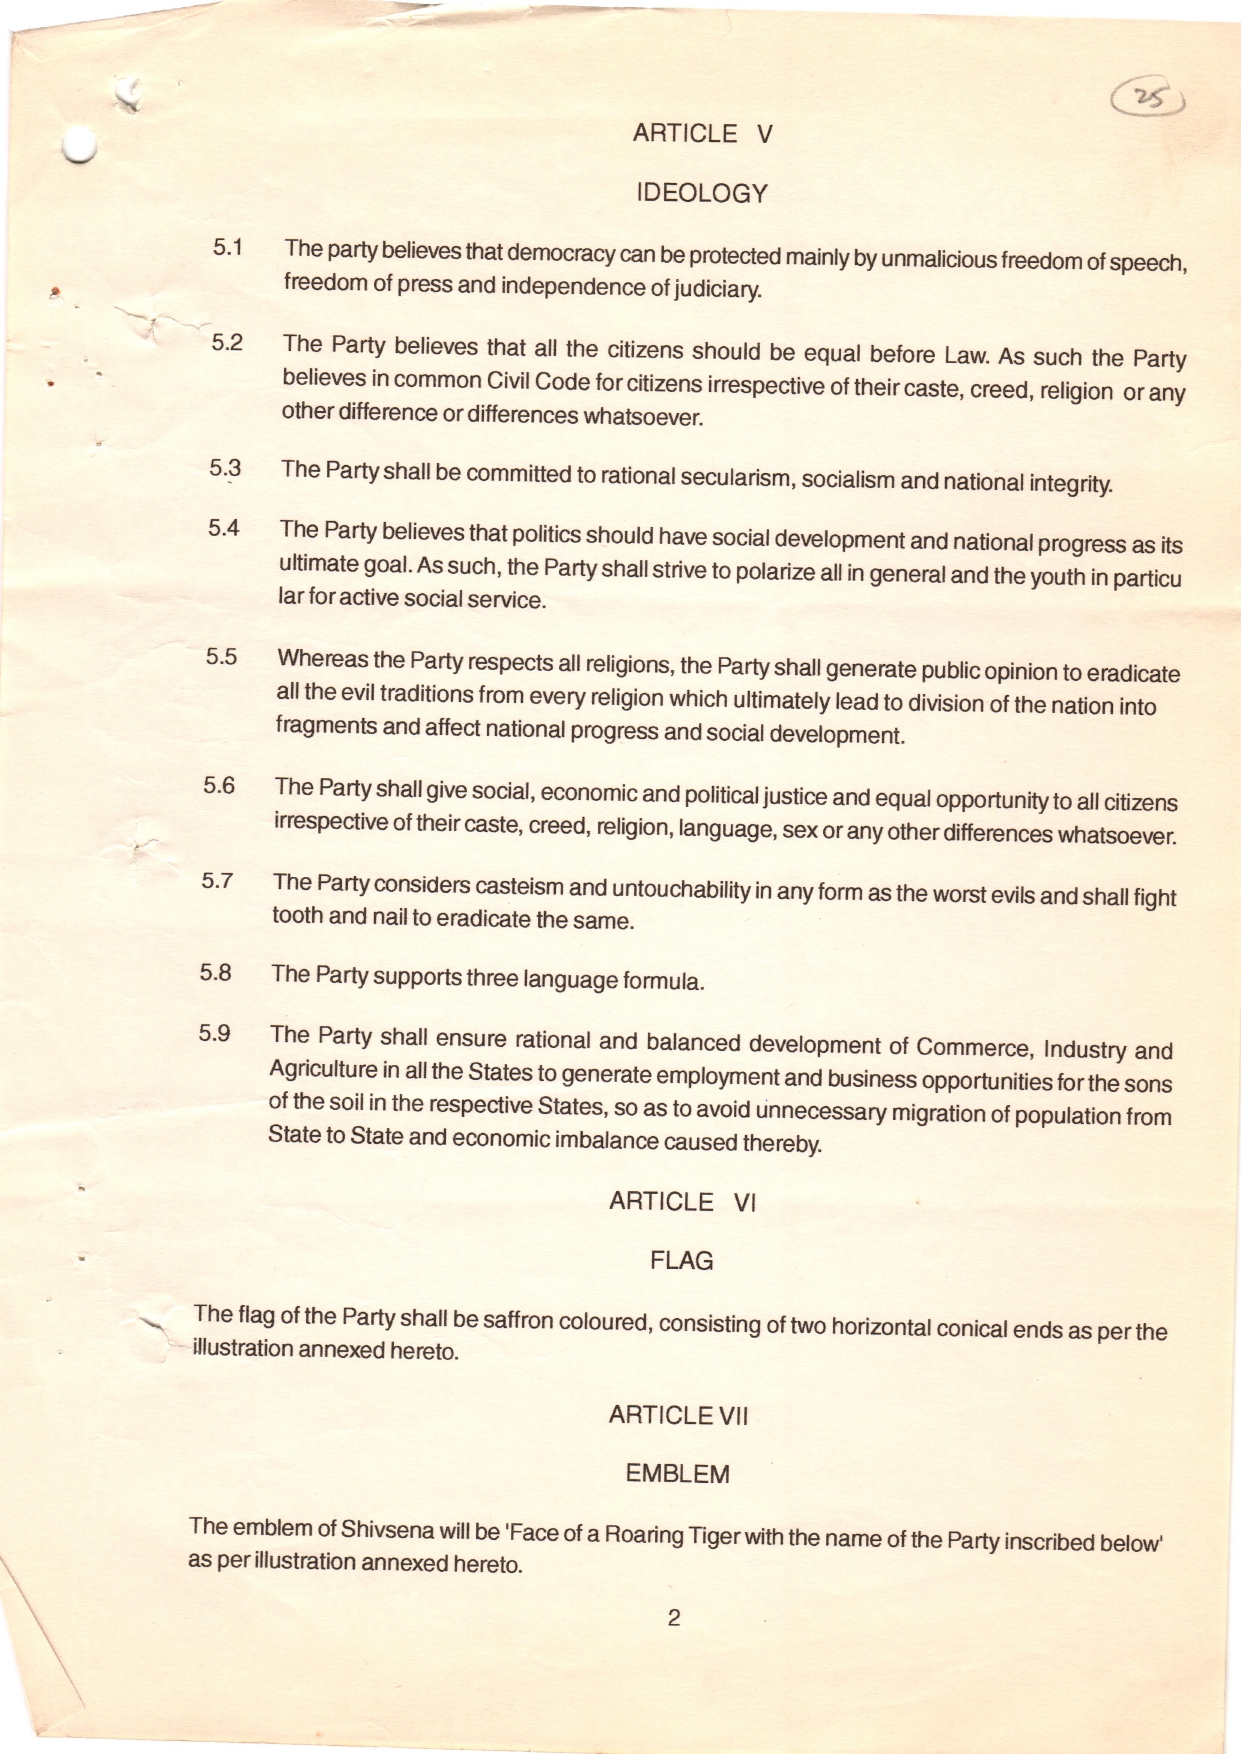 25
ARTICLE V
IDEOLOGY
5.1 The party believes that democracy can be protected mainly by unmalicious freedom of speech,
freedom of press and independence of judiciary.
5.2 The Party believes that all the citizens should be equal before Law. As such the Party
believes in common Civil Code for citizens irrespective of their caste, creed, religion or any
other difference or differences whatsoever.
5.3 The Party shall be committed to rational secularism, socialism and national integrity.
5.4 The Party believes that politics should have social development and national progress as its
ultimate goal. As such, the Party shall strive to polarize all in general and the youth in particu
lar for active social service.
5.5 Whereas the Party respects all religions, the Party shall generate public opinion to eradicate
all the evil traditions from every religion which ultimately lead to division of the nation into
fragments and affect national progress and social development.
5.6 The Party shall give social, economic and political justice and equal opportunity to all citizens
irrespective of their caste, creed, religion, language, sex or any other differences whatsoever.
5.7 The Party considers casteism and untouchability in any form as the worst evils and shall fight
tooth and nail to eradicate the same.
5.8 The Party supports three language formula.
5.9 The Party shall ensure rational and balanced development of Commerce, Industry and
Agriculture in all the States to generate employment and business opportunities for the sons
of the soil in the respective States, so as to avoid unnecessary migration of population from
State to State and economic imbalance caused thereby.
ARTICLE VI
FLAG
The flag of the Party shall be saffron coloured, consisting of two horizontal conical ends as per the
illustration annexed hereto.
ARTICLE VII
EMBLEM
The emblem of Shivsena will be 'Face of a Roaring Tiger with the name of the Party inscribed below'
as per illustration annexed hereto.
2